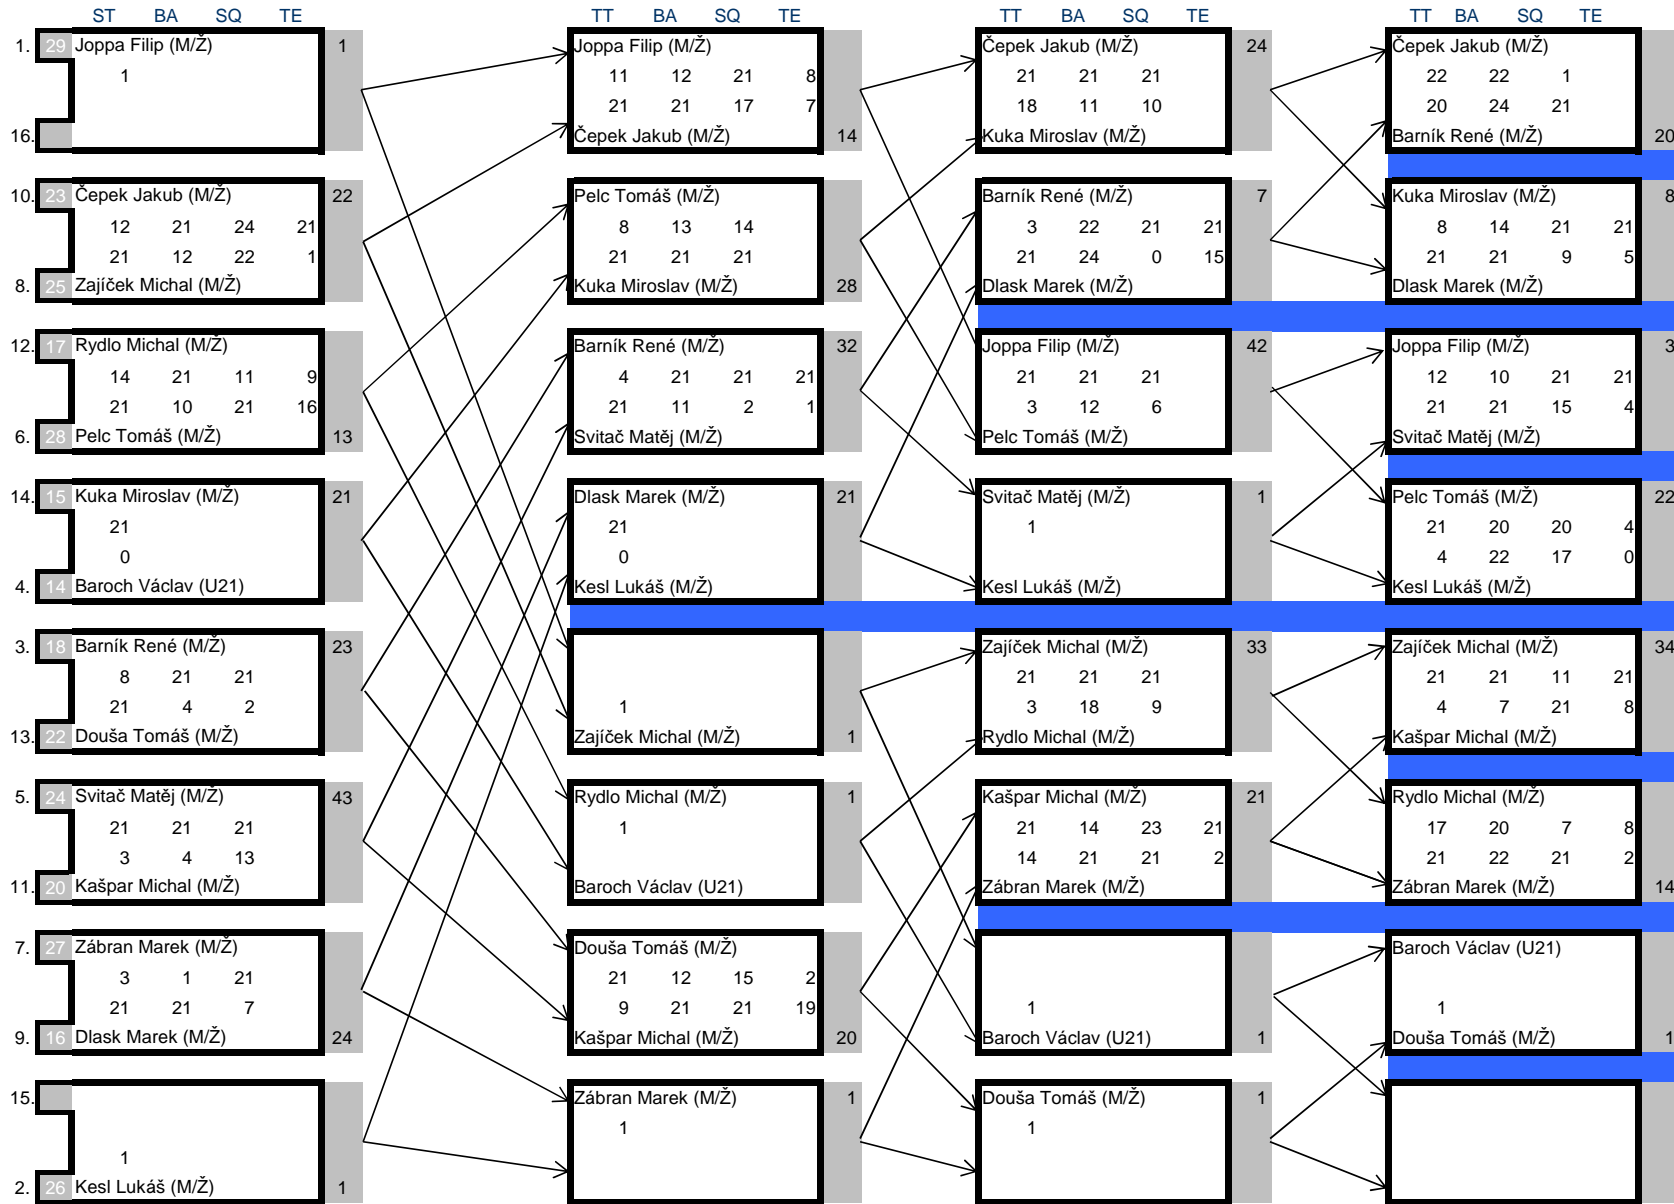 ST BA SQ TE
1. 29 Joppa Filip (M/Ž) 1
1
16.
10. 23 Čepek Jakub (M/Ž) 22
12 21 24 21
21 12 22 1
8. 25 Zajíček Michal (M/Ž)
12. 17 Rydlo Michal (M/Ž)
14 21 11 9
21 10 21 16
6. 28 Pelc Tomáš (M/Ž) 13
14. 15 Kuka Miroslav (M/Ž) 21
21
0
4. 14 Baroch Václav (U21)
3. 18 Barník René (M/Ž) 23
8 21 21
21 4 2
13. 22 Douša Tomáš (M/Ž)
5. 24 Svitač Matěj (M/Ž) 43
21 21 21
3 4 13
11. 20 Kašpar Michal (M/Ž)
7. 27 Zábran Marek (M/Ž)
3 1 21
21 21 7
9. 16 Dlask Marek (M/Ž) 24
15.
1
2. 26 Kesl Lukáš (M/Ž) 1
TT BA SQ TE
Joppa Filip (M/Ž)
11 12 21 8
21 21 17 7
Čepek Jakub (M/Ž) 14
Pelc Tomáš (M/Ž)
8 13 14
21 21 21
Kuka Miroslav (M/Ž) 28
Barník René (M/Ž) 32
4 21 21 21
21 11 2 1
Svitač Matěj (M/Ž)
Dlask Marek (M/Ž) 21
21
0
Kesl Lukáš (M/Ž)
1
Zajíček Michal (M/Ž) 1
Rydlo Michal (M/Ž) 1
1
Baroch Václav (U21)
Douša Tomáš (M/Ž)
21 12 15 2
9 21 21 19
Kašpar Michal (M/Ž) 20
Zábran Marek (M/Ž) 1
1
TT BA SQ TE
Čepek Jakub (M/Ž) 24
21 21 21
18 11 10
Kuka Miroslav (M/Ž)
Barník René (M/Ž) 7
3 22 21 21
21 24 0 15
Dlask Marek (M/Ž)
Joppa Filip (M/Ž) 42
21 21 21
3 12 6
Pelc Tomáš (M/Ž)
Svitač Matěj (M/Ž) 1
1
Kesl Lukáš (M/Ž)
Zajíček Michal (M/Ž) 33
21 21 21
3 18 9
Rydlo Michal (M/Ž)
Kašpar Michal (M/Ž) 21
21 14 23 21
14 21 21 2
Zábran Marek (M/Ž)
1
Baroch Václav (U21) 1
Douša Tomáš (M/Ž) 1
1
TT BA SQ TE
Čepek Jakub (M/Ž)
22 22 1
20 24 21
Barník René (M/Ž) 20
Kuka Miroslav (M/Ž) 8
8 14 21 21
21 21 9 5
Dlask Marek (M/Ž)
Joppa Filip (M/Ž) 3
12 10 21 21
21 21 15 4
Svitač Matěj (M/Ž)
Pelc Tomáš (M/Ž) 22
21 20 20 4
4 22 17 0
Kesl Lukáš (M/Ž)
Zajíček Michal (M/Ž) 34
21 21 11 21
4 7 21 8
Kašpar Michal (M/Ž)
Rydlo Michal (M/Ž)
17 20 7 8
21 22 21 2
Zábran Marek (M/Ž) 14
Baroch Václav (U21)
1
Douša Tomáš (M/Ž) 1